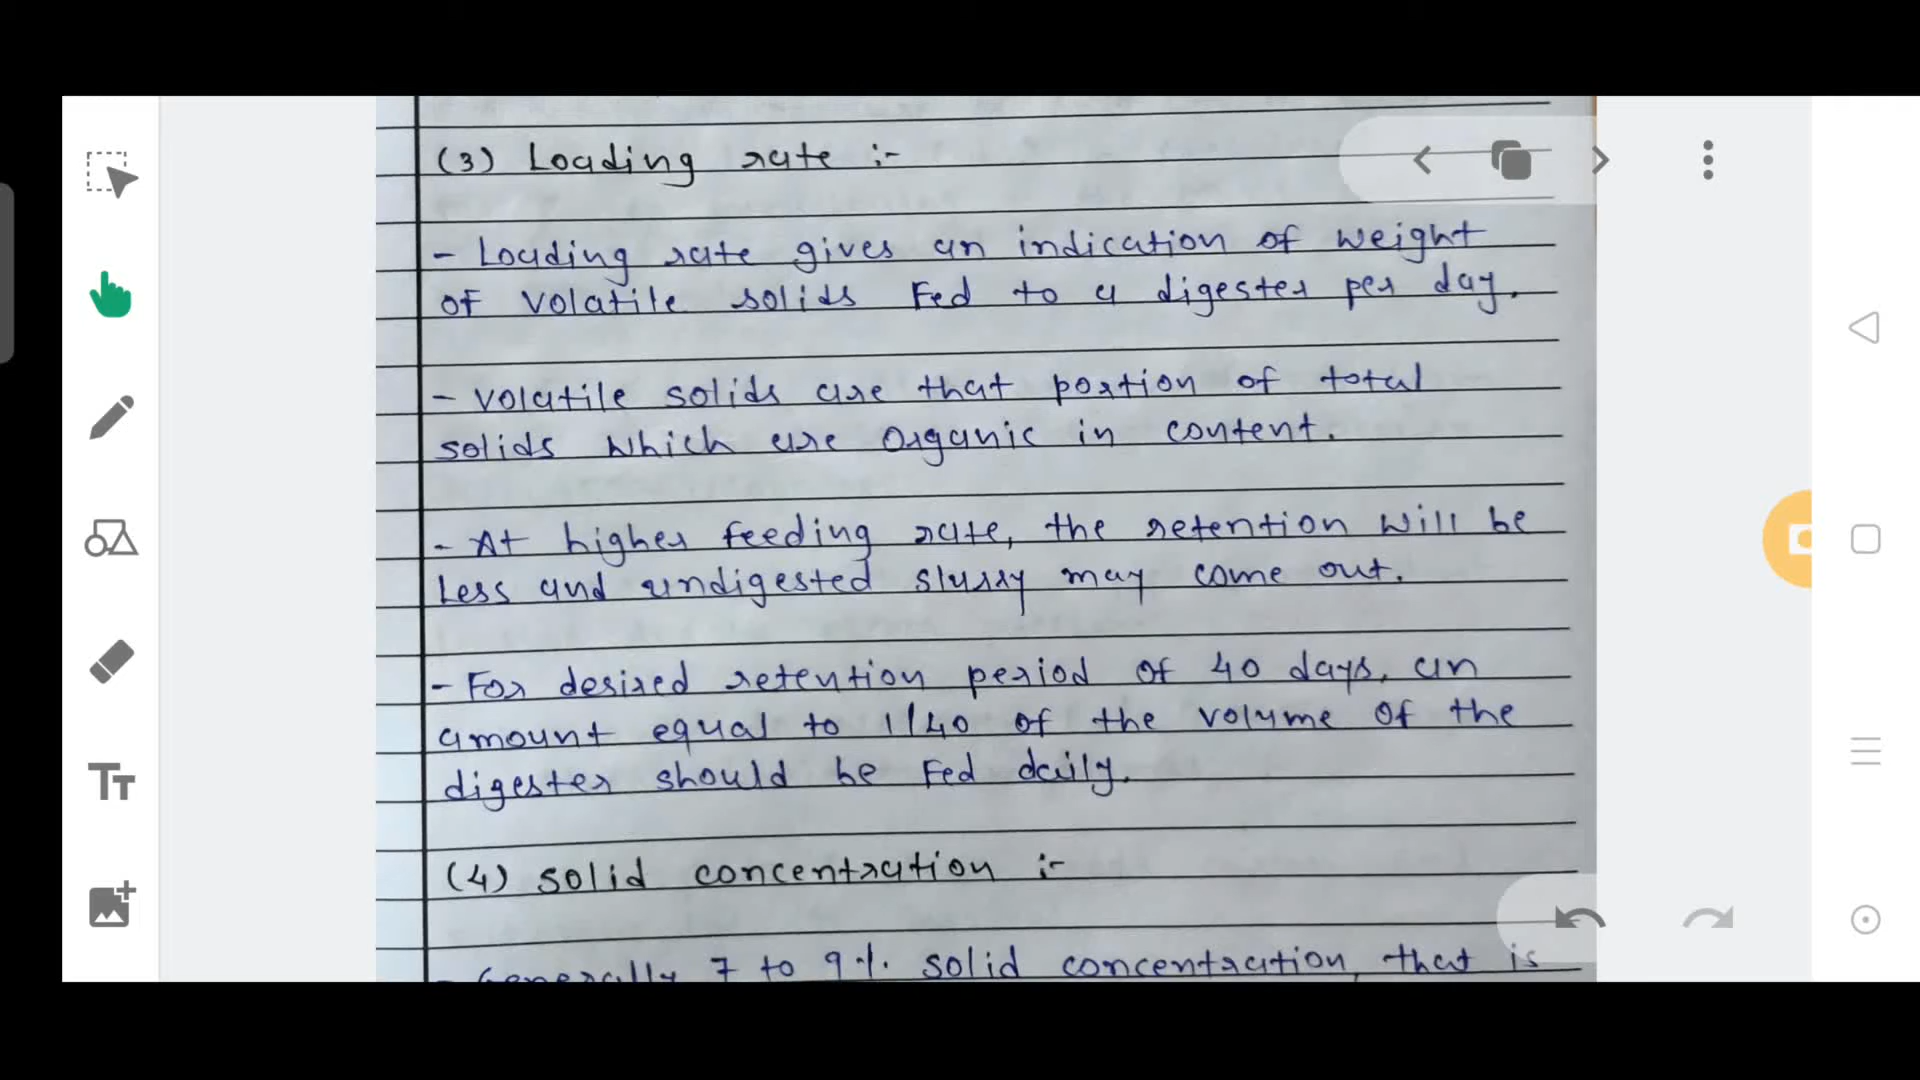 (3) Loading rate :-
- Loading rate gives an indication of weight
of volatile solids fed to a digester per day.
- Volatile solids are that portion of total
solids which are organic in content.
- At higher feeding rate, the retention will be
less and undigested slurry may come out.
- For desired retention period of 40 days, an
amount equal to 1/40 of the volume of the
digester should be fed daily.
(4) solid concentration :-
- Generally 7 to 9% solid concentration, that is
TT